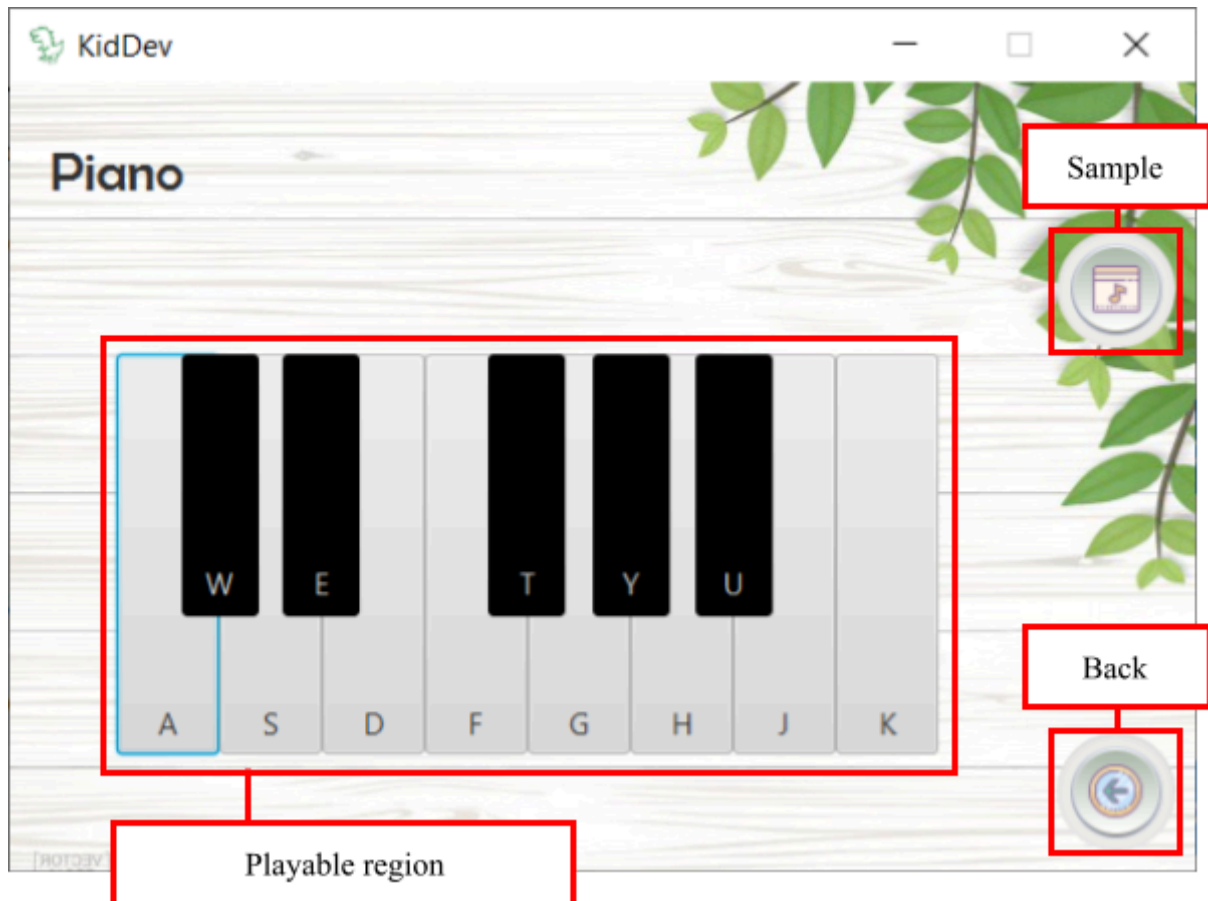 KidDev
Piano
Sample
W E T Y U
A S D F G H J K
Back
Playable region